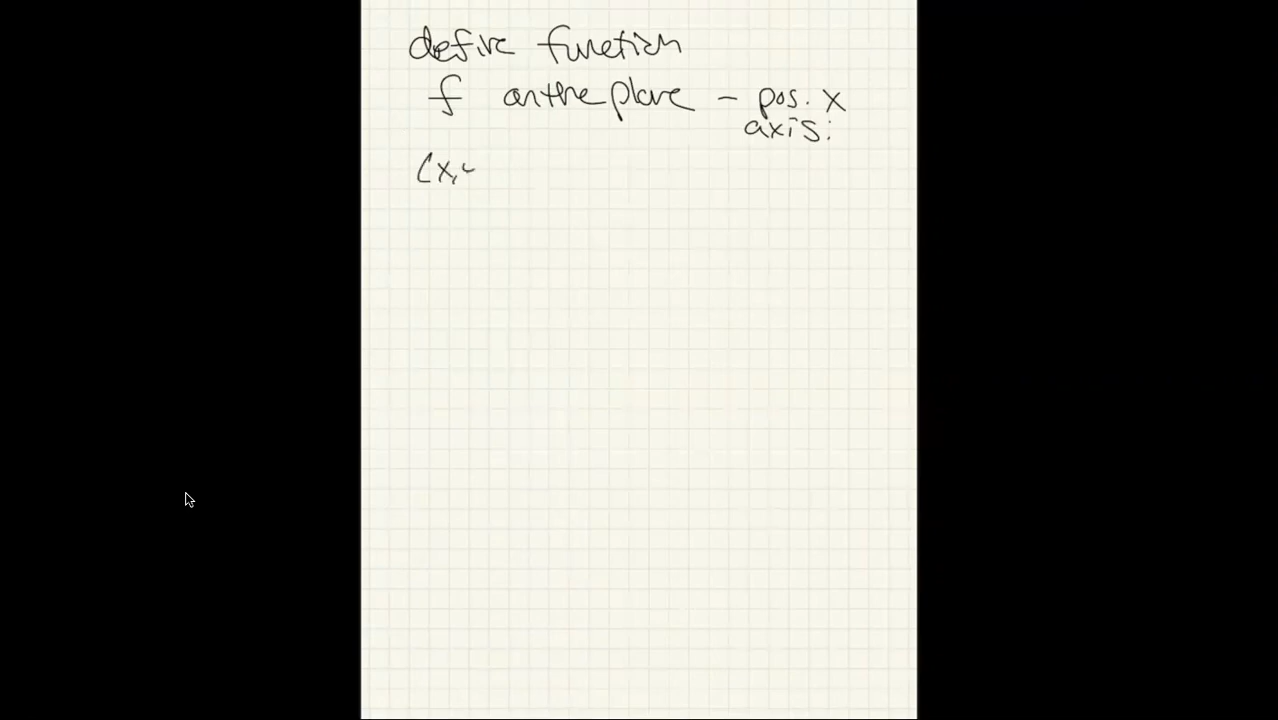 define function
f on the plane - pos. x
axis:
(x,